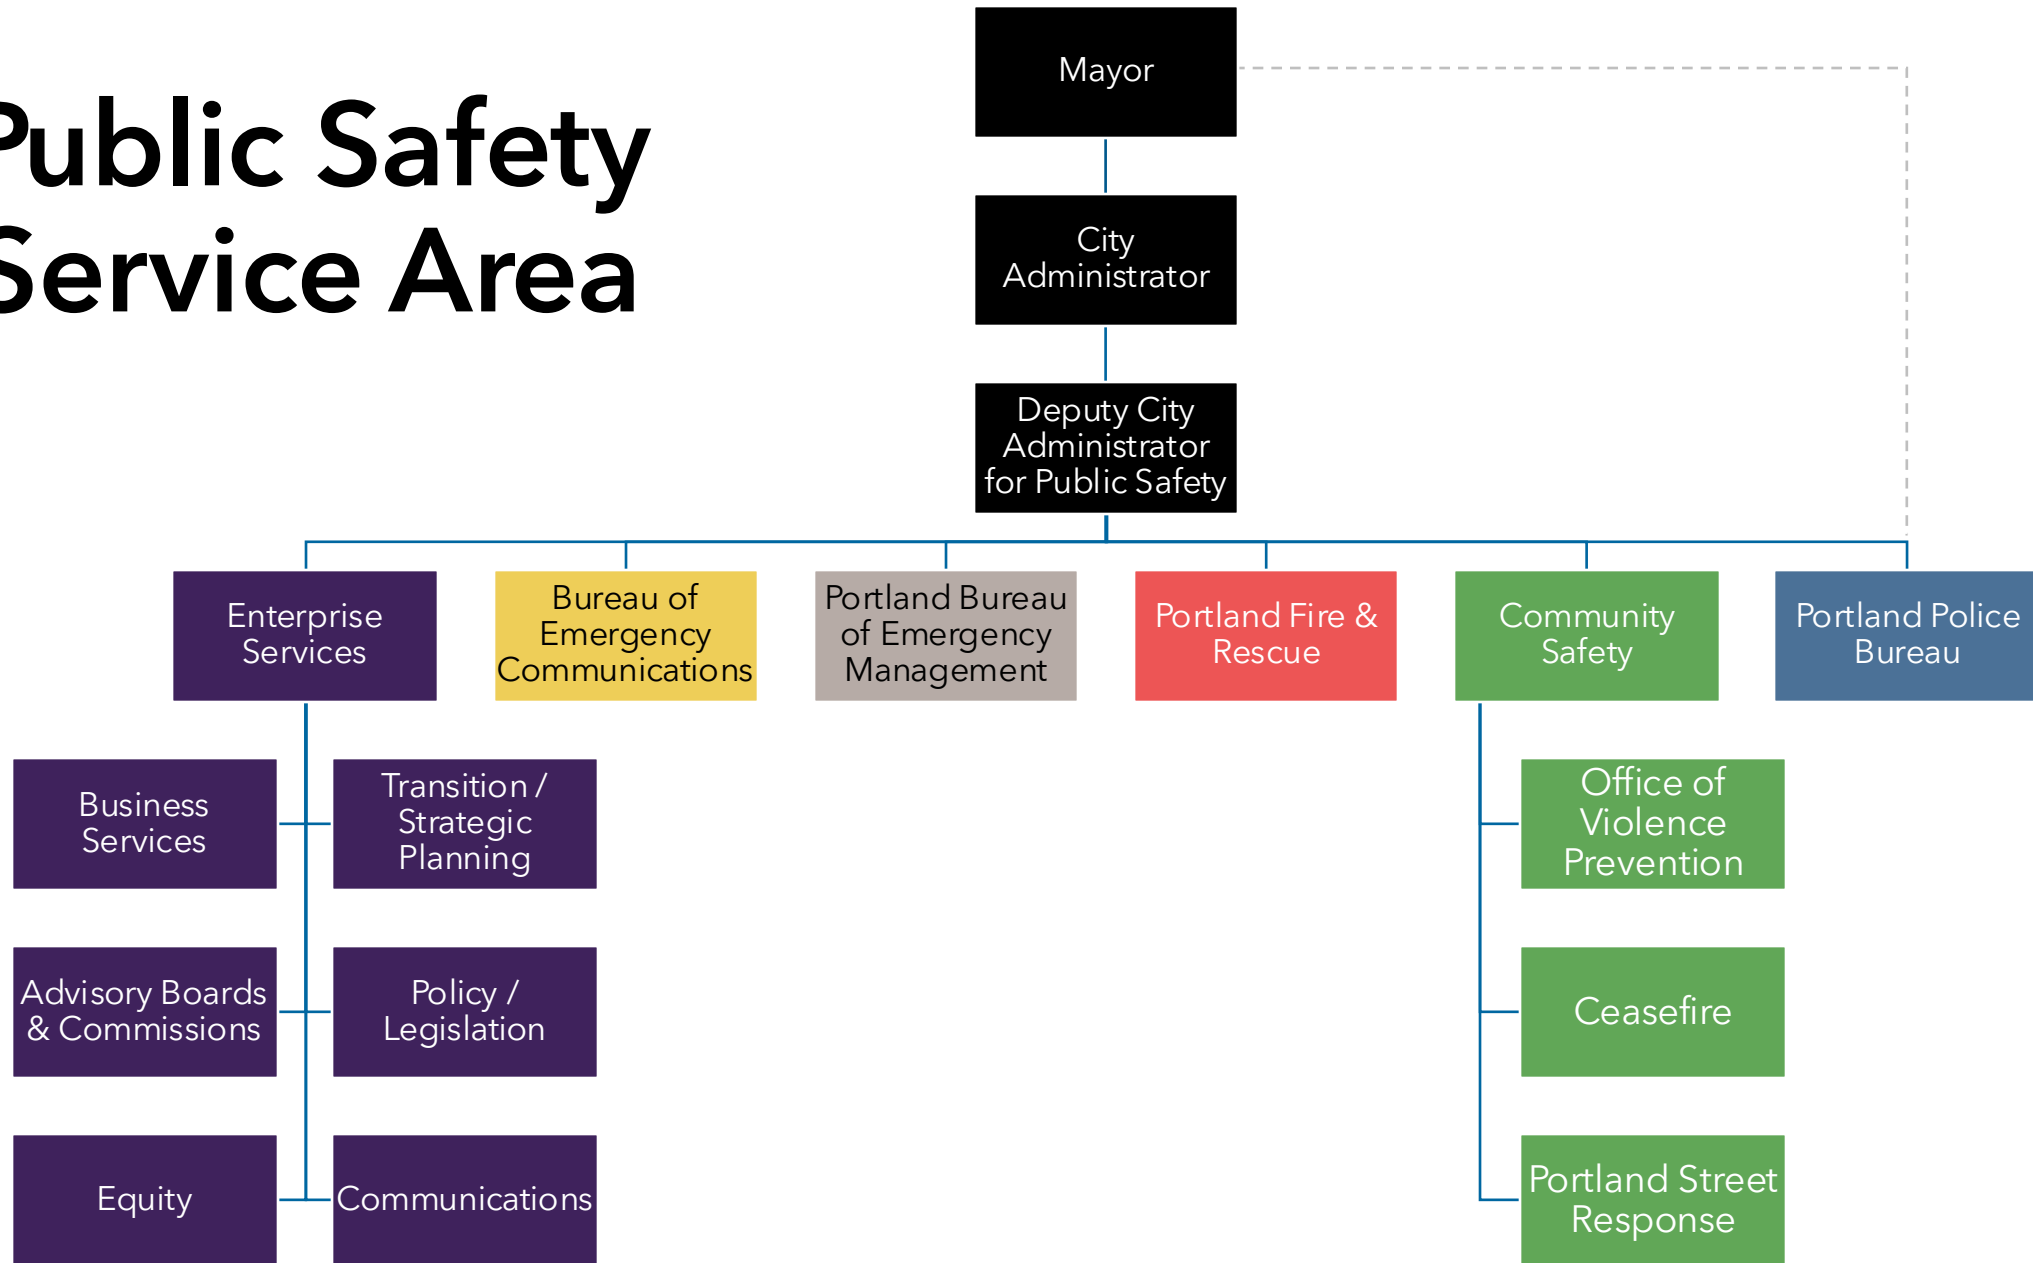 Public Safety
Service Area
Mayor
City
Administrator
Deputy City
Administrator
for Public Safety
Enterprise
Services
Bureau of
Emergency
Communications
Portland Bureau
of Emergency
Management
Portland Fire &
Rescue
Community
Safety
Portland Police
Bureau
Business
Services
Transition /
Strategic
Planning
Office of
Violence
Prevention
Advisory Boards
& Commissions
Policy /
Legislation
Ceasefire
Equity
Communications
Portland Street
Response